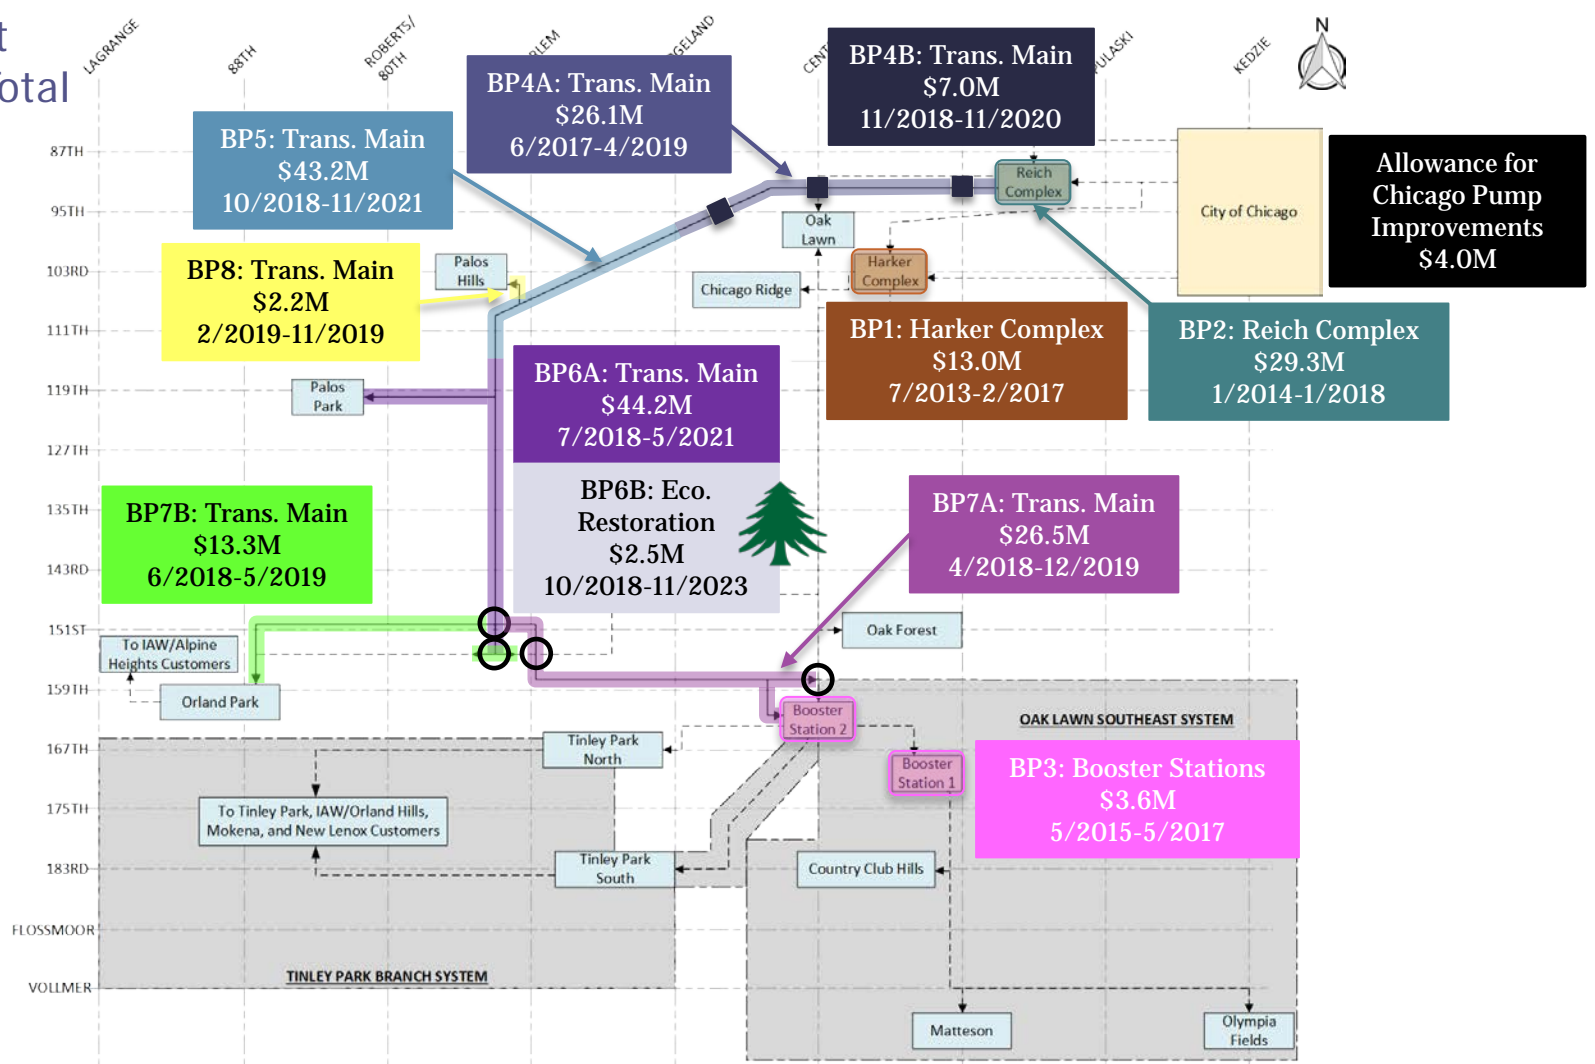 t
otal
LAGRANGE
88TH
ROBERTS/
80TH
N
KEDZIE
BP4A: Trans. Main
$26.1M
6/2017-4/2019
BP4B: Trans. Main
$7.0M
11/2018-11/2020
BP5: Trans. Main
$43.2M
10/2018-11/2021
87TH
95TH
103RD
111TH
119TH
127TH
135TH
143RD
151ST
159TH
167TH
175TH
183RD
FLOSSMOOR
VOLLMER
Reich
Complex
City of Chicago
Allowance for
Chicago Pump
Improvements
$4.0M
Oak
Lawn
Palos
Hills
BP8: Trans. Main
$2.2M
2/2019-11/2019
Chicago Ridge
Harker
Complex
BP1: Harker Complex
$13.0M
7/2013-2/2017
BP2: Reich Complex
$29.3M
1/2014-1/2018
Palos
Park
BP6A: Trans. Main
$44.2M
7/2018-5/2021
BP6B: Eco.
Restoration
$2.5M
10/2018-11/2023
BP7B: Trans. Main
$13.3M
6/2018-5/2019
BP7A: Trans. Main
$26.5M
4/2018-12/2019
To IAW/Alpine
Heights Customers
Orland Park
Oak Forest
Booster
Station 2
OAK LAWN SOUTHEAST SYSTEM
Tinley Park
North
Booster
Station 1
BP3: Booster Stations
$3.6M
5/2015-5/2017
To Tinley Park, IAW/Orland Hills,
Mokena, and New Lenox Customers
Tinley Park
South
Country Club Hills
TINLEY PARK BRANCH SYSTEM
Matteson
Olympia
Fields